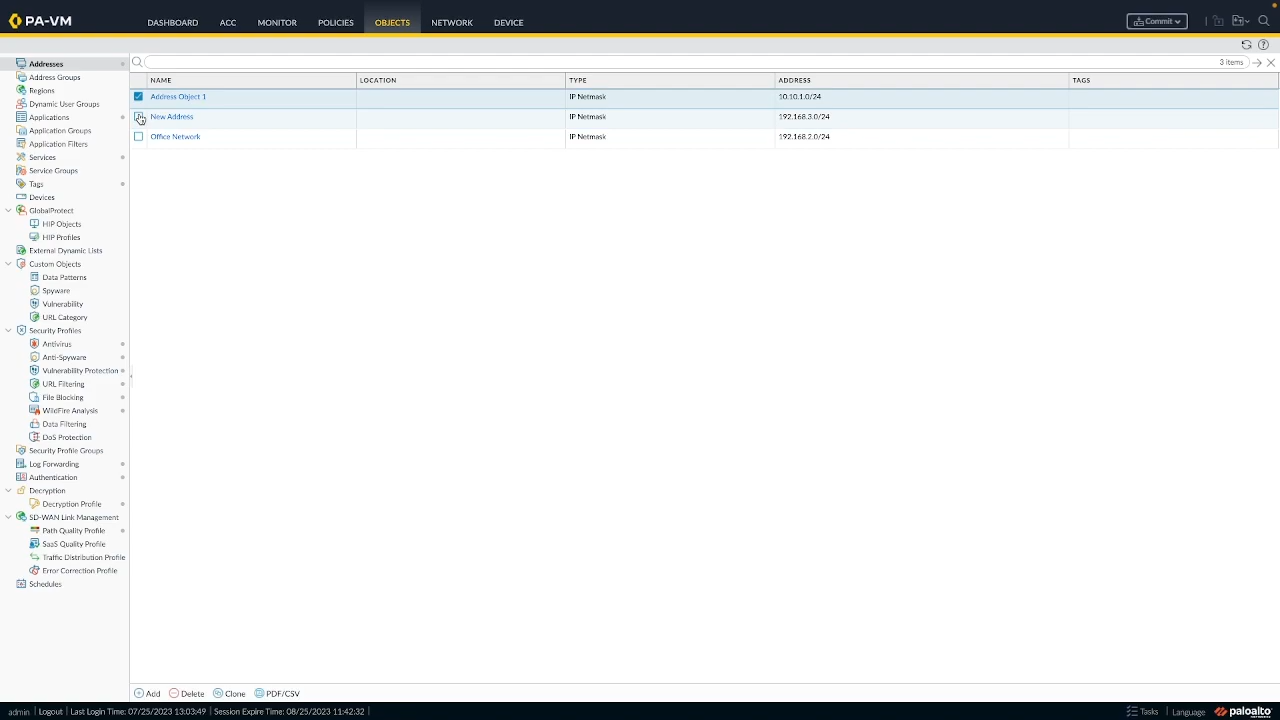 PA-VM
DASHBOARD ACC MONITOR POLICIES OBJECTS NETWORK DEVICE Commit
Addresses
Address Groups
Regions
Dynamic User Groups
Applications
Application Groups
Application Filters
Services
Service Groups
Tags
Devices
GlobalProtect
HIP Objects
HIP Profiles
External Dynamic Lists
Custom Objects
Data Patterns
Spyware
Vulnerability
URL Category
Security Profiles
Antivirus
Anti-Spyware
Vulnerability Protection
URL Filtering
File Blocking
WildFire Analysis
Data Filtering
DoS Protection
Security Profile Groups
Log Forwarding
Authentication
Decryption
Decryption Profile
SD-WAN Link Management
Path Quality Profile
SaaS Quality Profile
Traffic Distribution Profile
Error Correction Profile
Schedules
3 items
NAME LOCATION TYPE ADDRESS TAGS
Address Object 1 IP Netmask 10.10.1.0/24
New Address IP Netmask 192.168.3.0/24
Office Network IP Netmask 192.168.2.0/24
Add Delete Clone PDF/CSV
admin | Logout | Last Login Time: 07/25/2023 13:03:49 | Session Expire Time: 08/25/2023 11:42:32 | Tasks | Language paloalto
NETWORKS